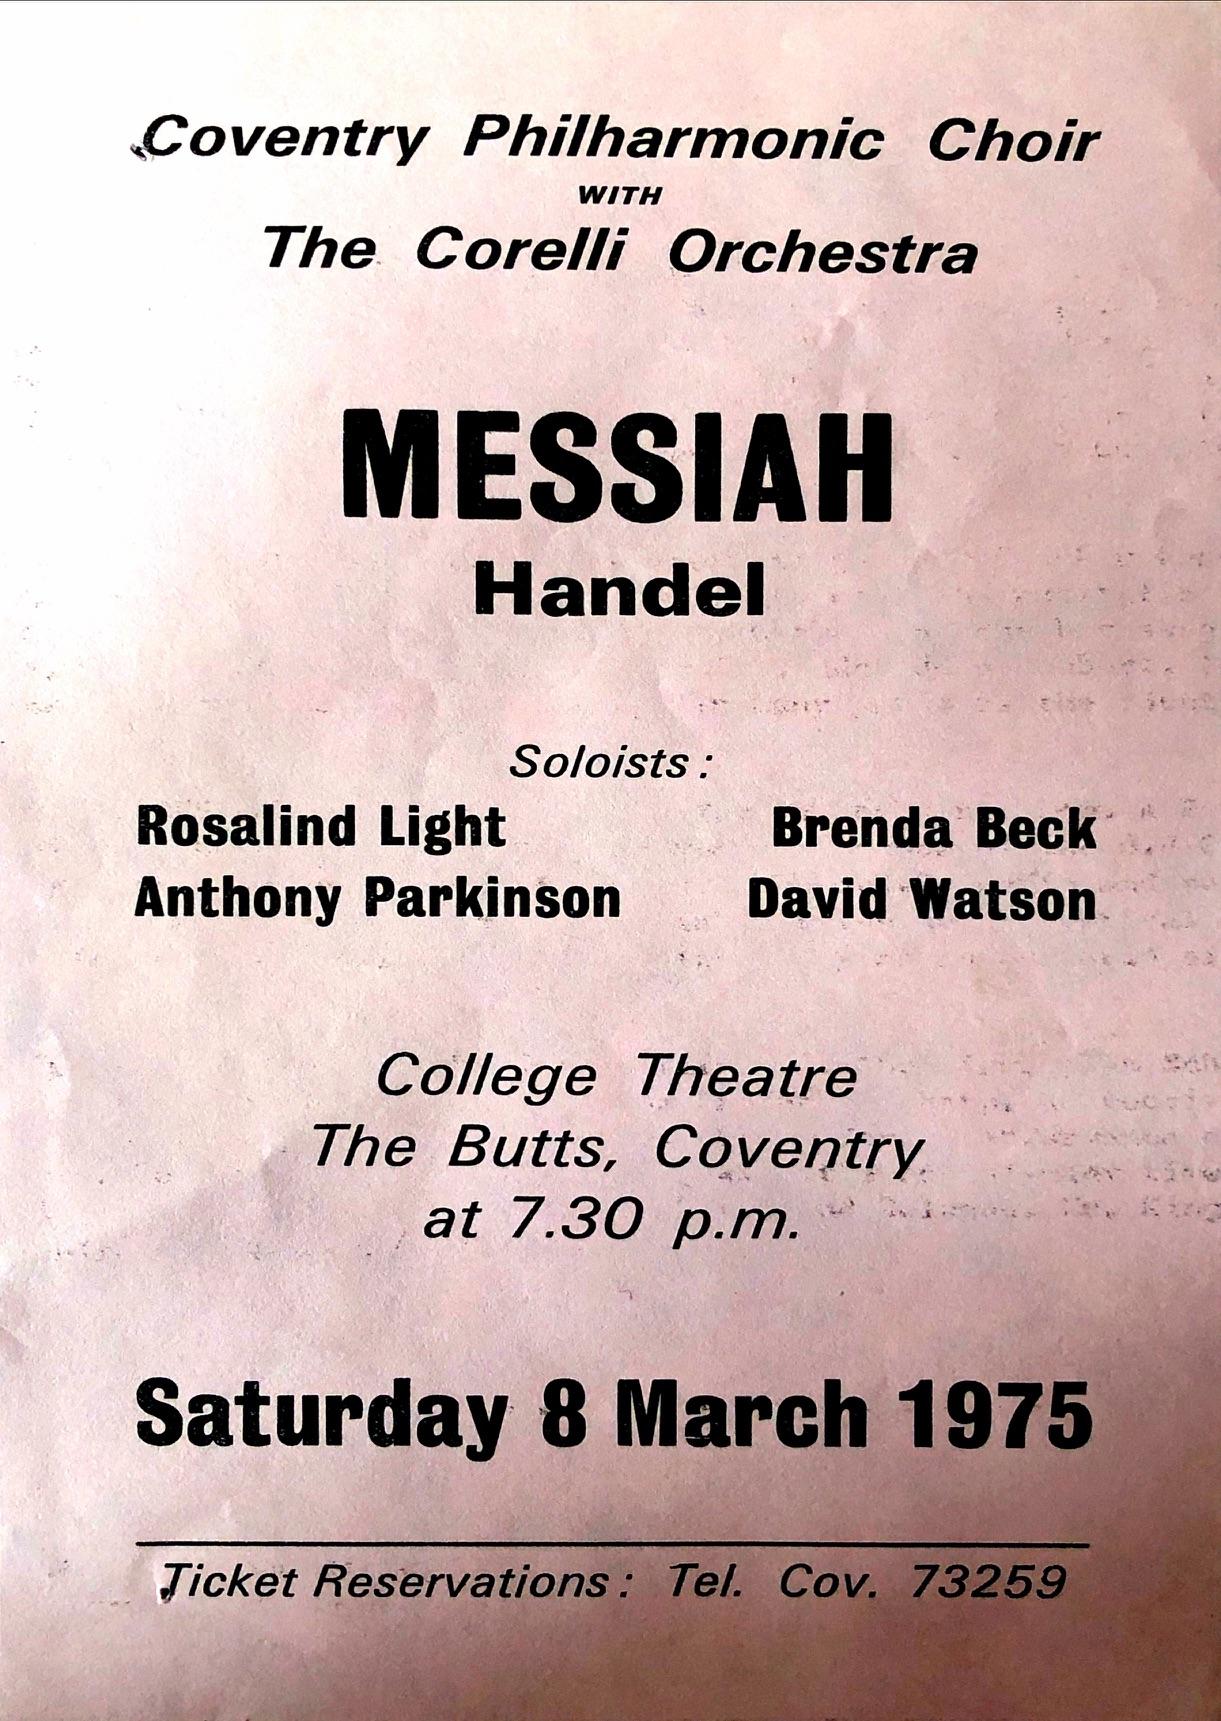 Coventry Philharmonic Choir
WITH
The Corelli Orchestra
MESSIAH
Handel
Soloists :
Rosalind Light Brenda Beck
Anthony Parkinson David Watson
College Theatre
The Butts, Coventry
at 7.30 p.m.
Saturday 8 March 1975
Ticket Reservations : Tel. Cov. 73259